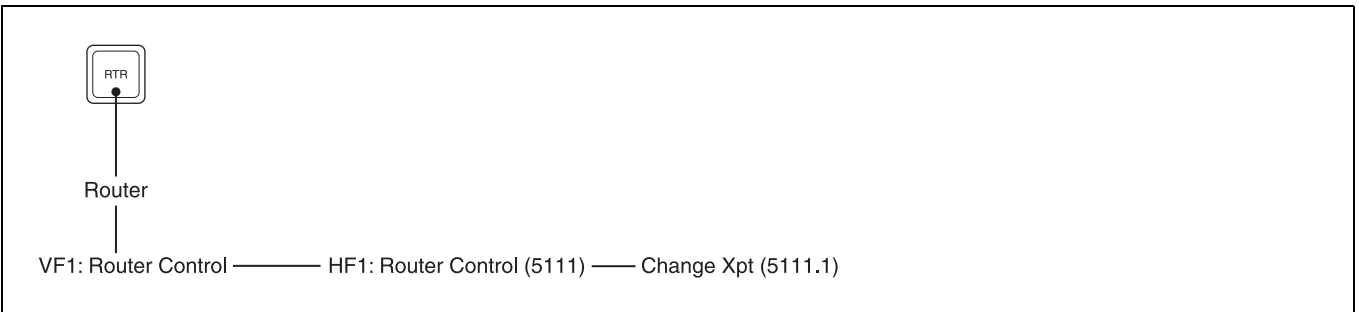 RTR
Router
VF1: Router Control HF1: Router Control (5111) Change Xpt (5111.1)